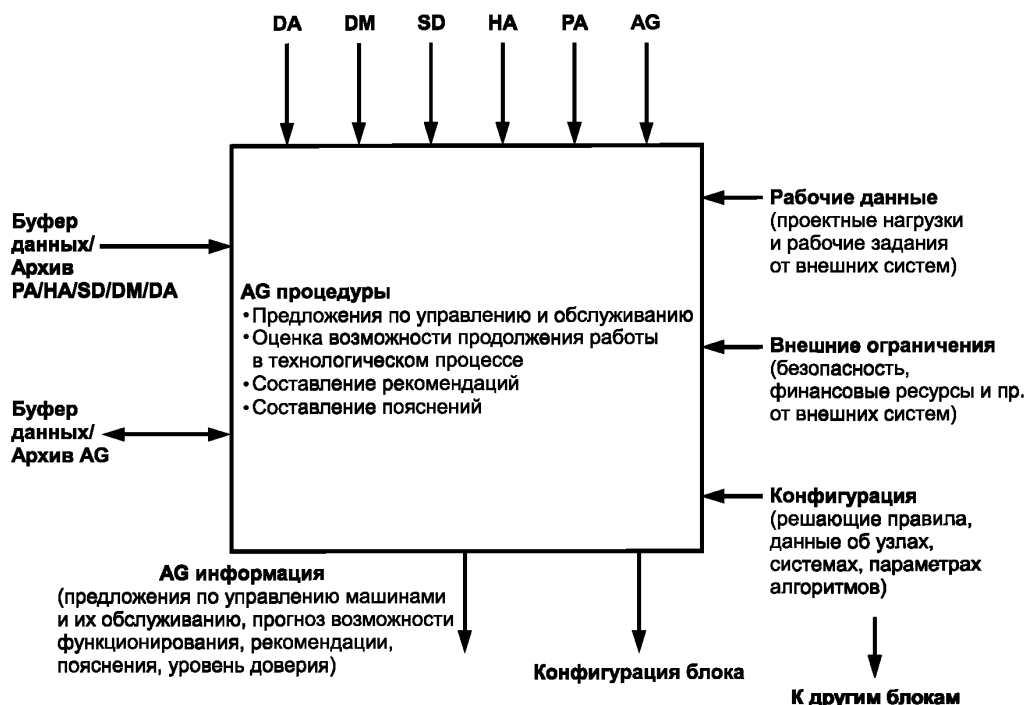 DA DM SD HA PA AG
Буфер
данных/
Архив
PA/HA/SD/DM/DA
Буфер
данных/
Архив AG
AG процедуры
•Предложения по управлению и обслуживанию
•Оценка возможности продолжения работы
в технологическом процессе
•Составление рекомендаций
•Составление пояснений
Рабочие данные
(проектные нагрузки
и рабочие задания
от внешних систем)
Внешние ограничения
(безопасность,
финансовые ресурсы и пр.
от внешних систем)
Конфигурация
(решающие правила,
данные об узлах,
системах, параметрах
алгоритмов)
AG информация
(предложения по управлению машинами
и их обслуживанию, прогноз возможности
функционирования, рекомендации,
пояснения, уровень доверия)
Конфигурация блока
К другим блокам